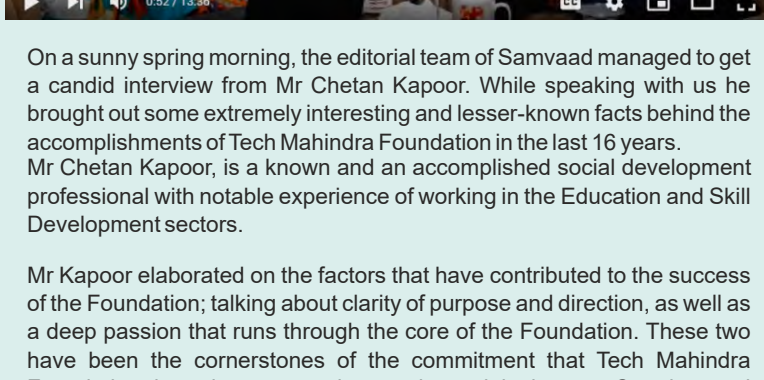 0:52 / 13:36
CC
On a sunny spring morning, the editorial team of Samvaad managed to get
a candid interview from Mr Chetan Kapoor. While speaking with us he
brought out some extremely interesting and lesser-known facts behind the
accomplishments of Tech Mahindra Foundation in the last 16 years.
Mr Chetan Kapoor, is a known and an accomplished social development
professional with notable experience of working in the Education and Skill
Development sectors.
Mr Kapoor elaborated on the factors that have contributed to the success
of the Foundation; talking about clarity of purpose and direction, as well as
a deep passion that runs through the core of the Foundation. These two
have been the cornerstones of the commitment that Tech Mahindra